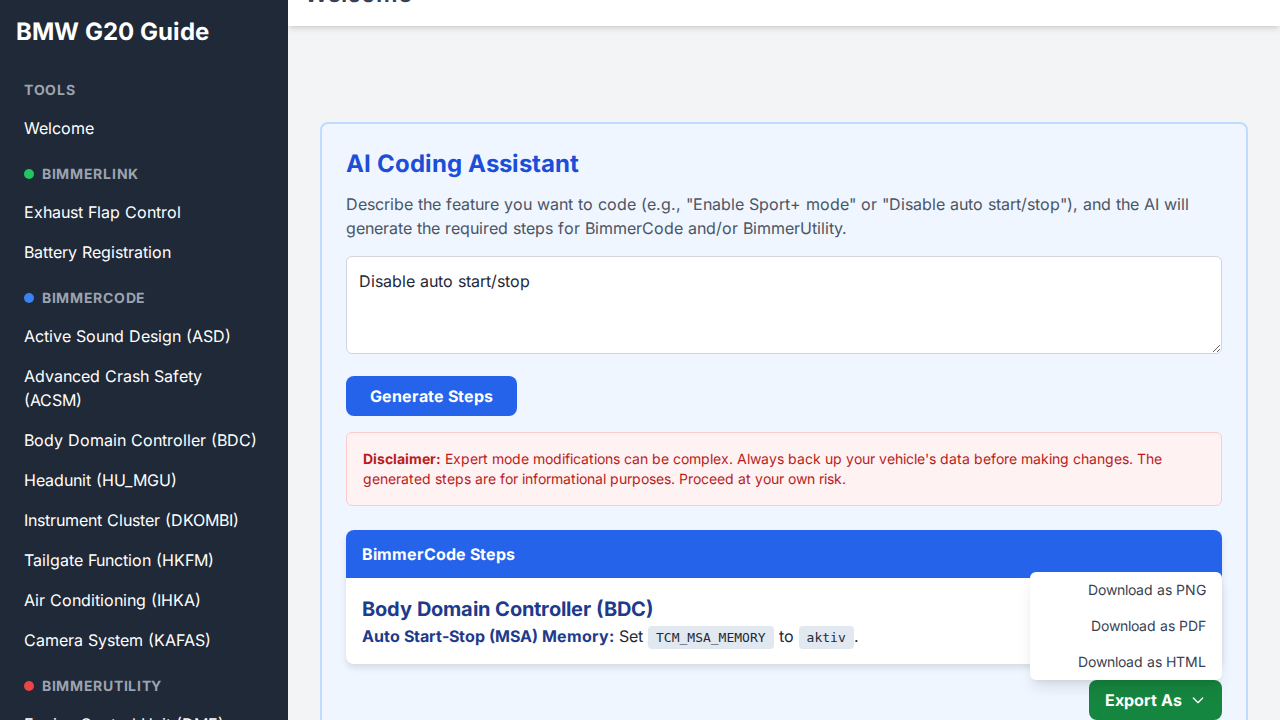 BMW G20 Guide
TOOLS
Welcome
BIMMERLINK
Exhaust Flap Control
Battery Registration
BIMMERCODE
Active Sound Design (ASD)
Advanced Crash Safety
(ACSM)
Body Domain Controller (BDC)
Headunit (HU_MGU)
Instrument Cluster (DKOMBI)
Tailgate Function (HKFM)
Air Conditioning (IHKA)
Camera System (KAFAS)
BIMMERUTILITY
Engine Control Unit (DME)
Welcome
AI Coding Assistant
Describe the feature you want to code (e.g., "Enable Sport+ mode" or "Disable auto start/stop"), and the AI will
generate the required steps for BimmerCode and/or BimmerUtility.
Disable auto start/stop
Generate Steps
Disclaimer: Expert mode modifications can be complex. Always back up your vehicle's data before making changes. The
generated steps are for informational purposes. Proceed at your own risk.
BimmerCode Steps
Body Domain Controller (BDC)
Auto Start-Stop (MSA) Memory: Set TCM_MSA_MEMORY to aktiv.
Download as PNG
Download as PDF
Download as HTML
Export As